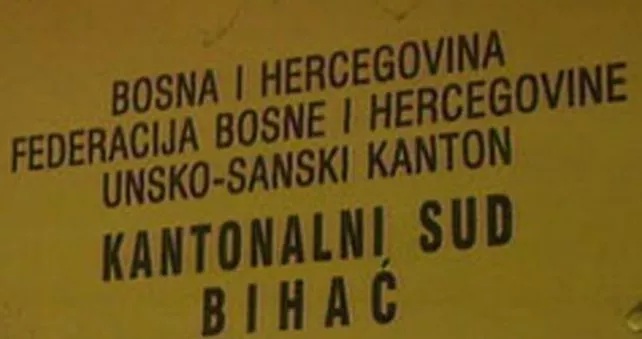 BOSNA I HERCEGOVINA
FEDERACIJA BOSNE I HERCEGOVINE
UNSKO-SANSKI KANTON
KANTONALNI SUD
BIHAĆ